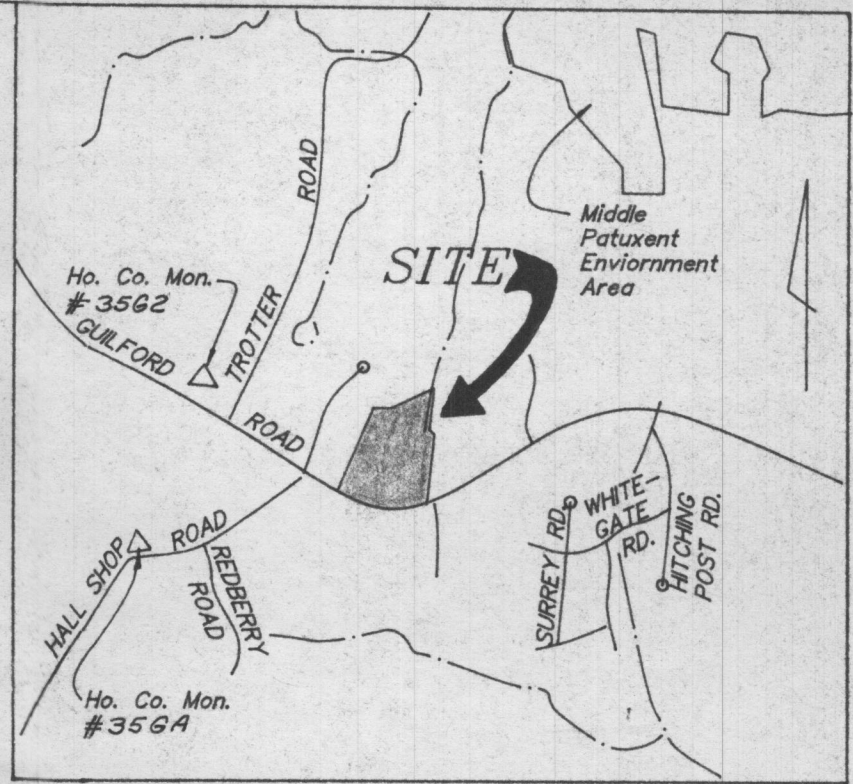 ROAD
Middle
Patuxent
Enviornment
Area
SITE
Ho. Co. Mon.
# 35G2
TROTTER
GUILFORD
ROAD
SURREY RD.
WHITE-
GATE
RD.
HITCHING
POST RD.
HALL SHOP
ROAD
REDBERRY
ROAD
Ho. Co. Mon.
# 35GA